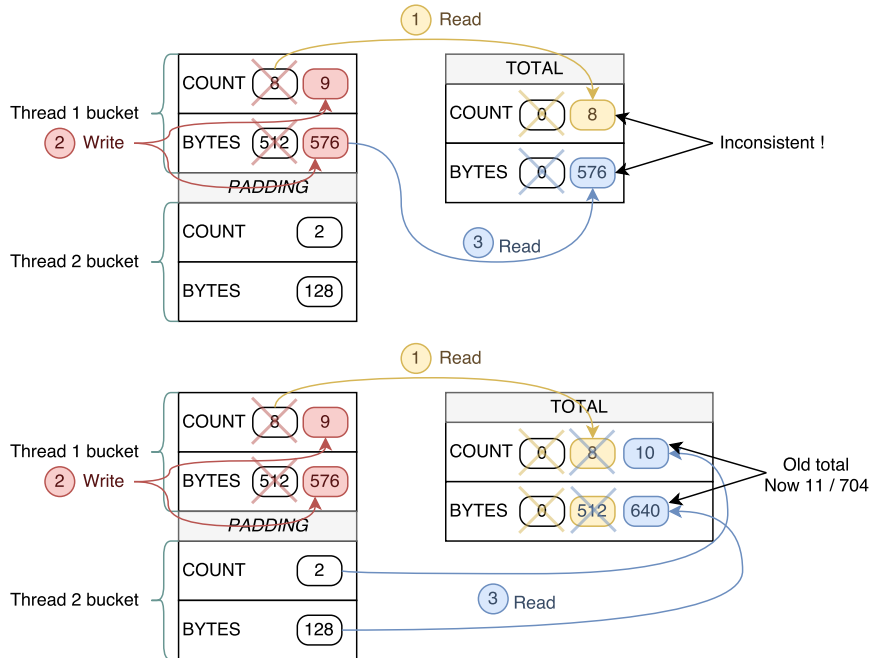 1 Read
TOTAL
COUNT 8 9
COUNT 0 8
Thread 1 bucket
2 Write
BYTES 512 576
Inconsistent !
BYTES 0 576
PADDING
COUNT 2
3 Read
Thread 2 bucket
BYTES 128
1 Read
TOTAL
COUNT 8 9
COUNT 0 8 10
Thread 1 bucket
2 Write
BYTES 512 576
Old total
Now 11 / 704
BYTES 0 512 640
PADDING
COUNT 2
3 Read
Thread 2 bucket
BYTES 128